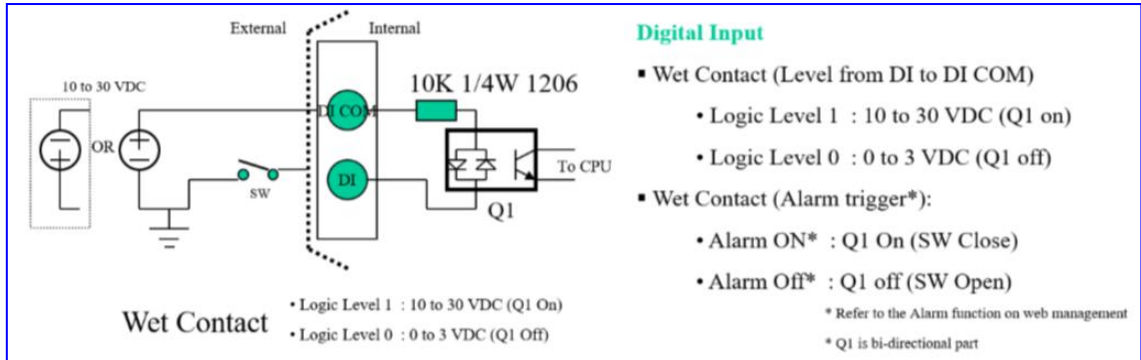 External
Internal
10 to 30 VDC
OR
SW
DI COM
DI
10K 1/4W 1206
To CPU
Q1
Wet Contact
• Logic Level 1 : 10 to 30 VDC (Q1 On)
• Logic Level 0 : 0 to 3 VDC (Q1 Off)
Digital Input
▪ Wet Contact (Level from DI to DI COM)
• Logic Level 1 : 10 to 30 VDC (Q1 on)
• Logic Level 0 : 0 to 3 VDC (Q1 off)
▪ Wet Contact (Alarm trigger*):
• Alarm ON* : Q1 On (SW Close)
• Alarm Off* : Q1 off (SW Open)
* Refer to the Alarm function on web management
* Q1 is bi-directional part